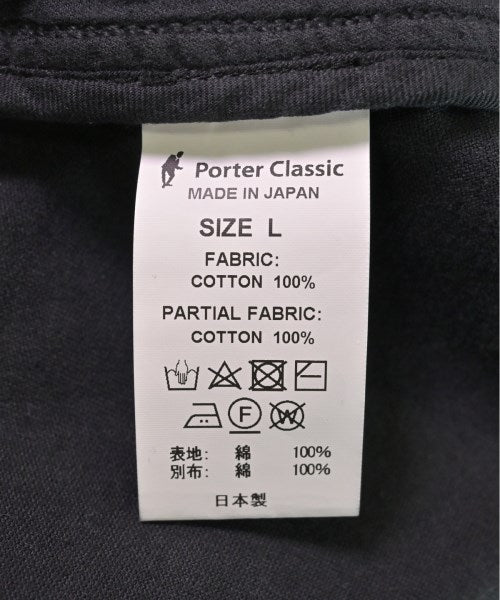 Porter Classic
MADE IN JAPAN
SIZE L
FABRIC:
COTTON 100%
PARTIAL FABRIC:
COTTON 100%
F W
表地: 綿 100%
別布: 綿 100%
日本製